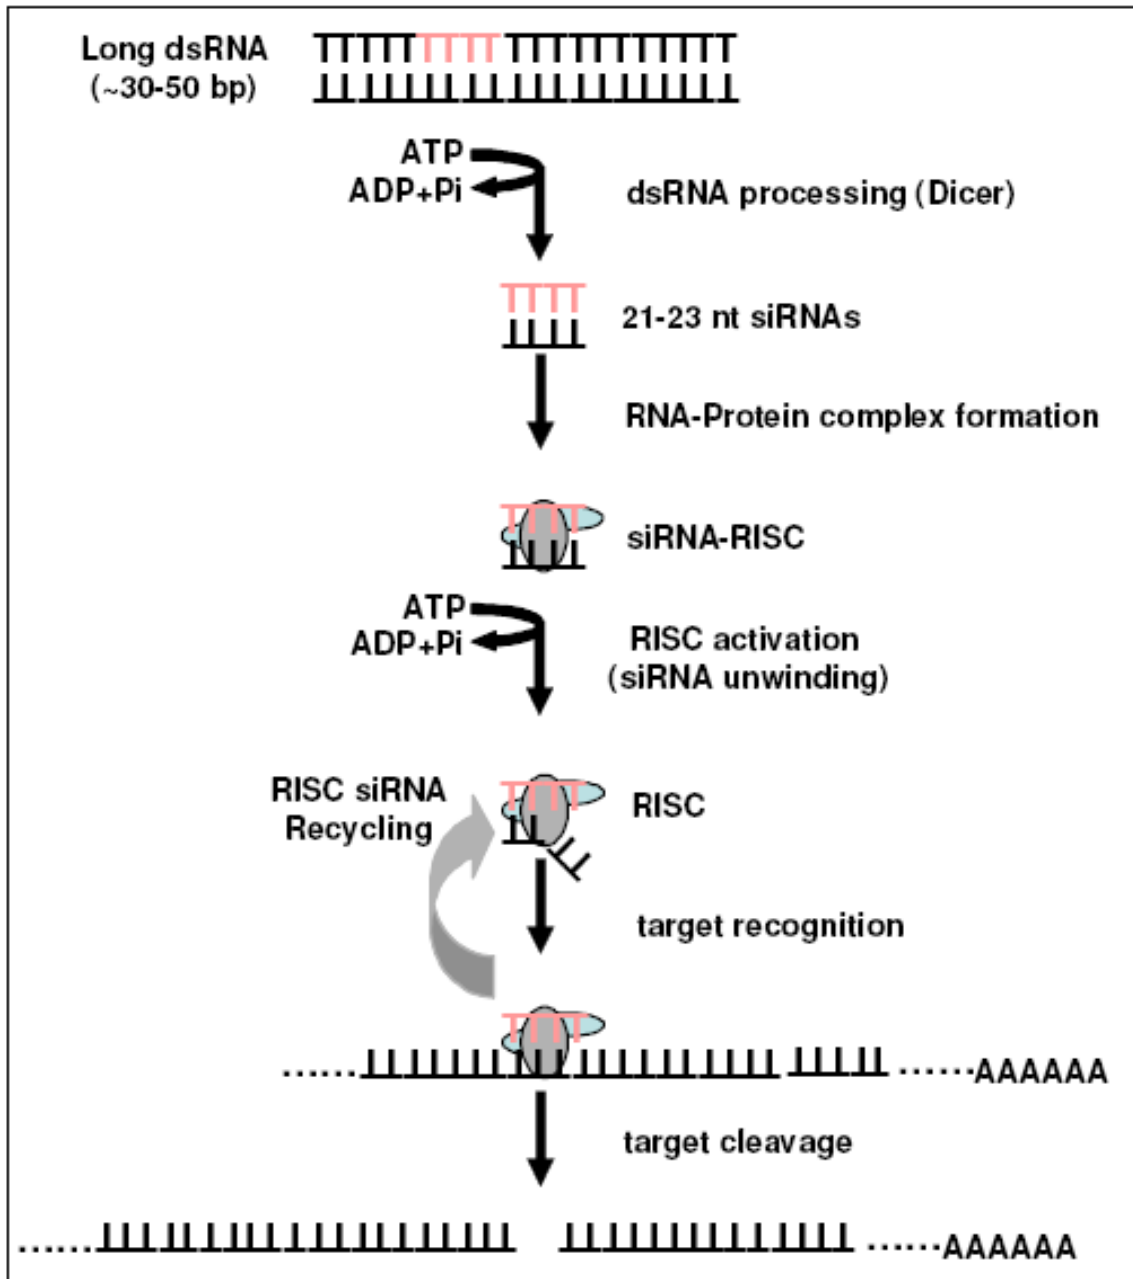 Long dsRNA
(~30-50 bp)
ATP
ADP+Pi
dsRNA processing (Dicer)
21-23 nt siRNAs
RNA-Protein complex formation
siRNA-RISC
ATP
ADP+Pi
RISC activation
(siRNA unwinding)
RISC siRNA
Recycling
RISC
target recognition
······AAAAAA
target cleavage
······AAAAAA